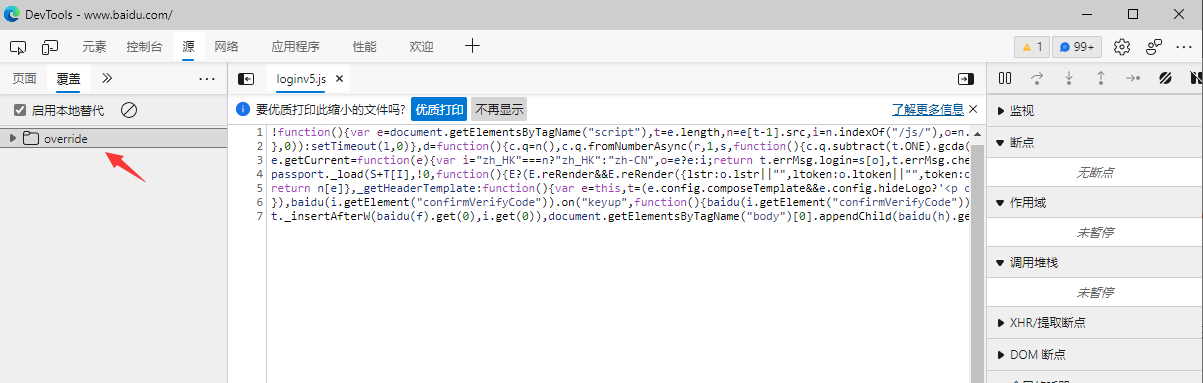 DevTools - www.baidu.com/
元素 控制台 源 网络 应用程序 性能 欢迎 1 99+
页面 覆盖 loginv5.js
启用本地替代
override
要优质打印此缩小的文件吗? 优质打印 不再显示 了解更多信息
1 !function(){var e=document.getElementsByTagName("script"),t=e.length,n=e[t-1].src,i=n.indexOf("/js/"),o=n.
2 },0)):setTimeout(l,0)},d=function(){c.q=n(),c.q.fromNumberAsync(r,1,s,function(){c.q.subtract(t.ONE).gcda(
3 e.getCurrent=function(e){var i="zh_HK"===n?"zh_HK":"zh-CN",o=e?e:i;return t.errMsg.login=s[o],t.errMsg.che
4 passport._load(S+T[I],!0,function(){E?(E.reRender&&E.reRender({lstr:o.lstr||"",ltoken:o.ltoken||"",token:o
5 return n[e]},_getHeaderTemplate:function(){var e=this,t=(e.config.composeTemplate&&e.config.hideLogo?'<p c
6 }),baidu(i.getElement("confirmVerifyCode")).on("keyup",function(){baidu(i.getElement("confirmVerifyCode"))
7 t._insertAfterW(baidu(f).get(0),i.get(0)),document.getElementsByTagName("body")[0].appendChild(baidu(h).ge
监视
断点
无断点
作用域
未暂停
调用堆栈
未暂停
XHR/提取断点
DOM 断点